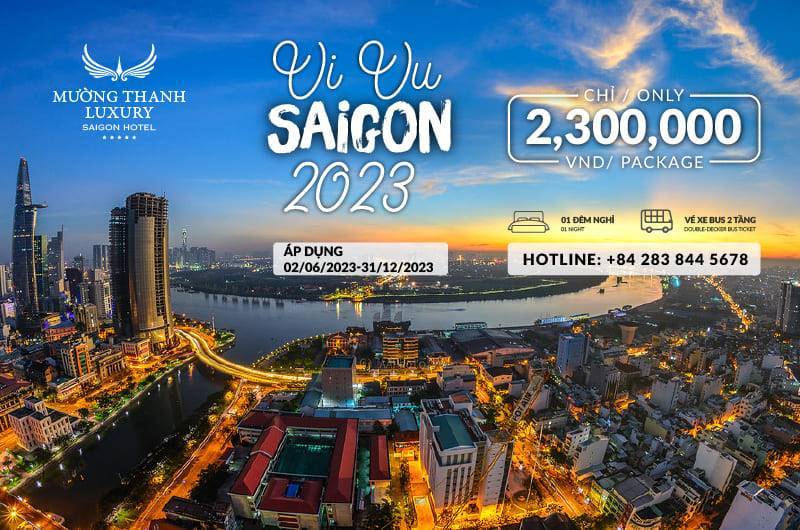 MƯỜNG THANH
LUXURY
SAIGON HOTEL
Vi Vu
SAiGON
2023
CHỈ / ONLY
2,300,000
VND/ PACKAGE
01 ĐÊM NGHỈ
01 NIGHT
VÉ XE BUS 2 TẦNG
DOUBLE-DECKER BUS TICKET
ÁP DỤNG
02/06/2023-31/12/2023
HOTLINE: +84 283 844 5678